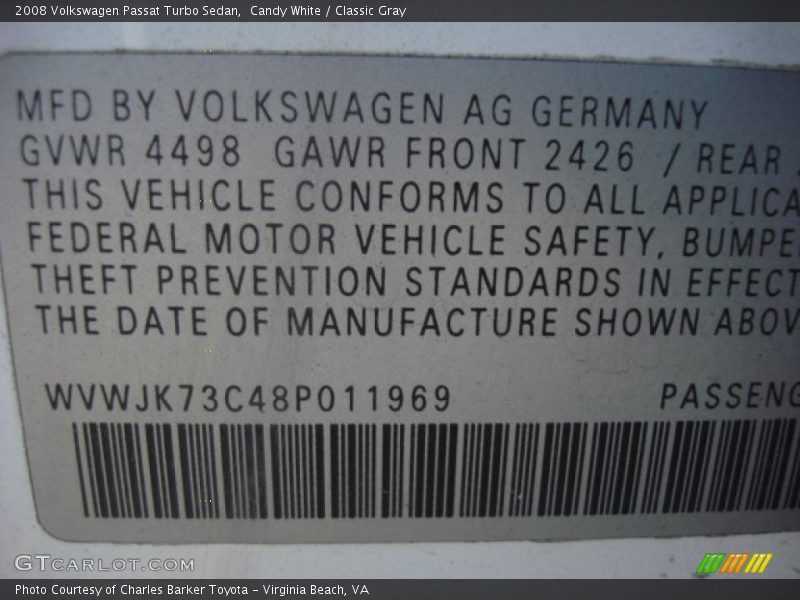 2008 Volkswagen Passat Turbo Sedan, Candy White / Classic Gray
MFD BY VOLKSWAGEN AG GERMANY
GVWR 4498 GAWR FRONT 2426 / REAR
THIS VEHICLE CONFORMS TO ALL APPLICA
FEDERAL MOTOR VEHICLE SAFETY, BUMPE
THEFT PREVENTION STANDARDS IN EFFECT
THE DATE OF MANUFACTURE SHOWN ABOV
WVWJK73C48P011969 PASSENG
GTCARLOT.COM
Photo Courtesy of Charles Barker Toyota - Virginia Beach, VA